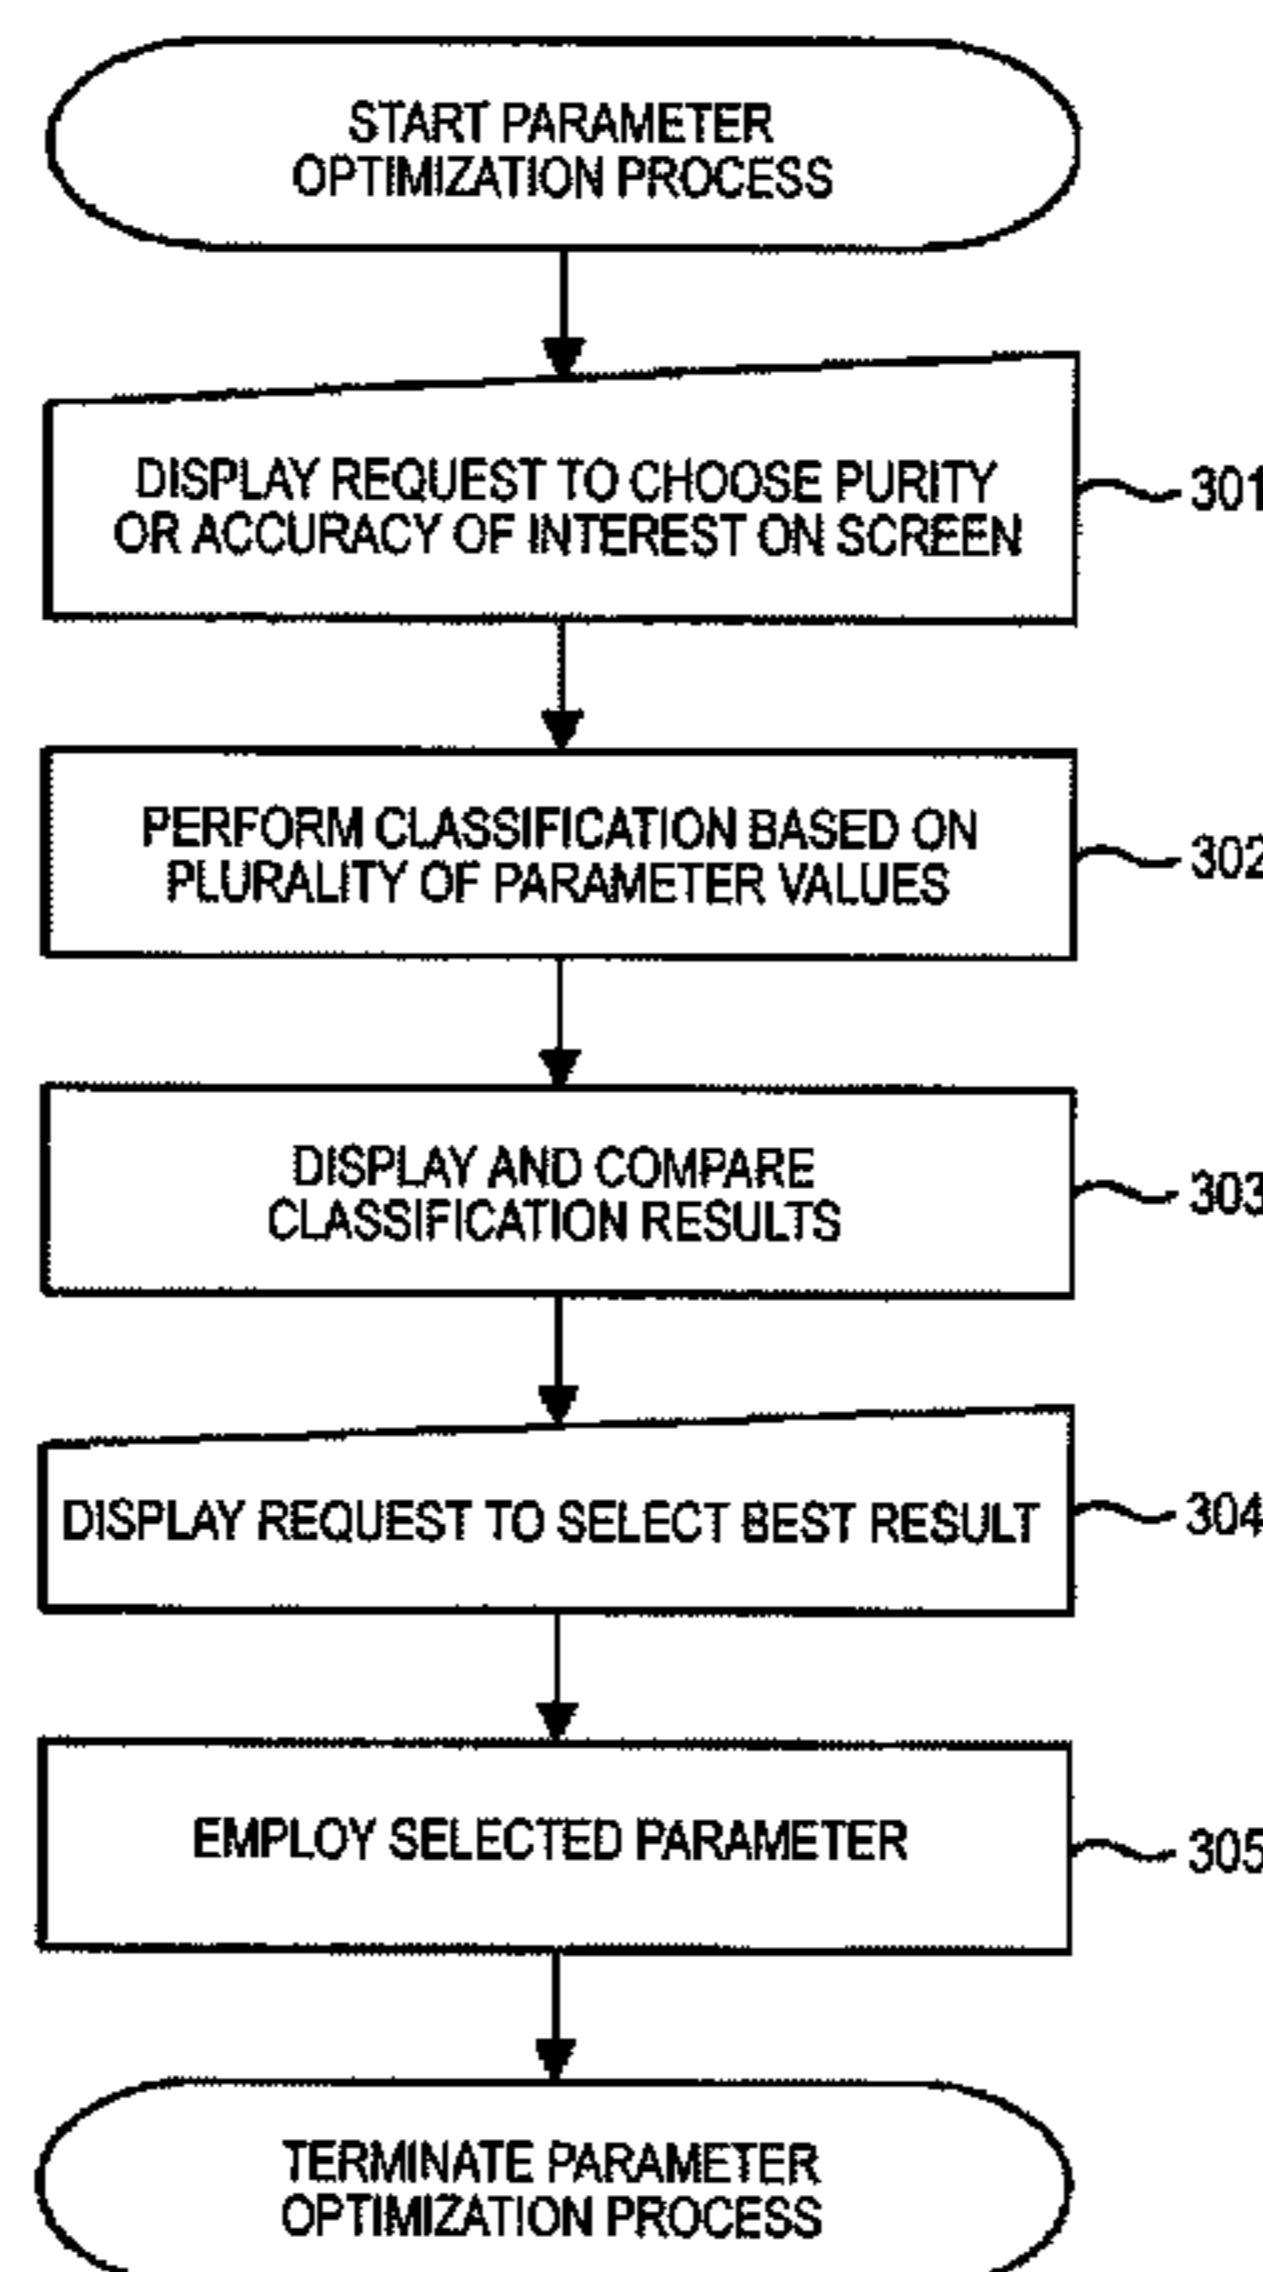 START PARAMETER
OPTIMIZATION PROCESS
DISPLAY REQUEST TO CHOOSE PURITY
OR ACCURACY OF INTEREST ON SCREEN
301
PERFORM CLASSIFICATION BASED ON
PLURALITY OF PARAMETER VALUES
302
DISPLAY AND COMPARE
CLASSIFICATION RESULTS
303
DISPLAY REQUEST TO SELECT BEST RESULT
304
EMPLOY SELECTED PARAMETER
305
TERMINATE PARAMETER
OPTIMIZATION PROCESS